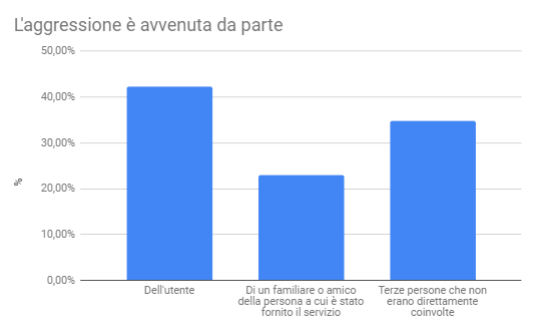 L'aggressione è avvenuta da parte
50,00%
40,00%
30,00%
20,00%
10,00%
0,00%
%
Dell'utente
Di un familiare o amico
della persona a cui è stato
fornito il servizio
Terze persone che non
erano direttamente
coinvolte